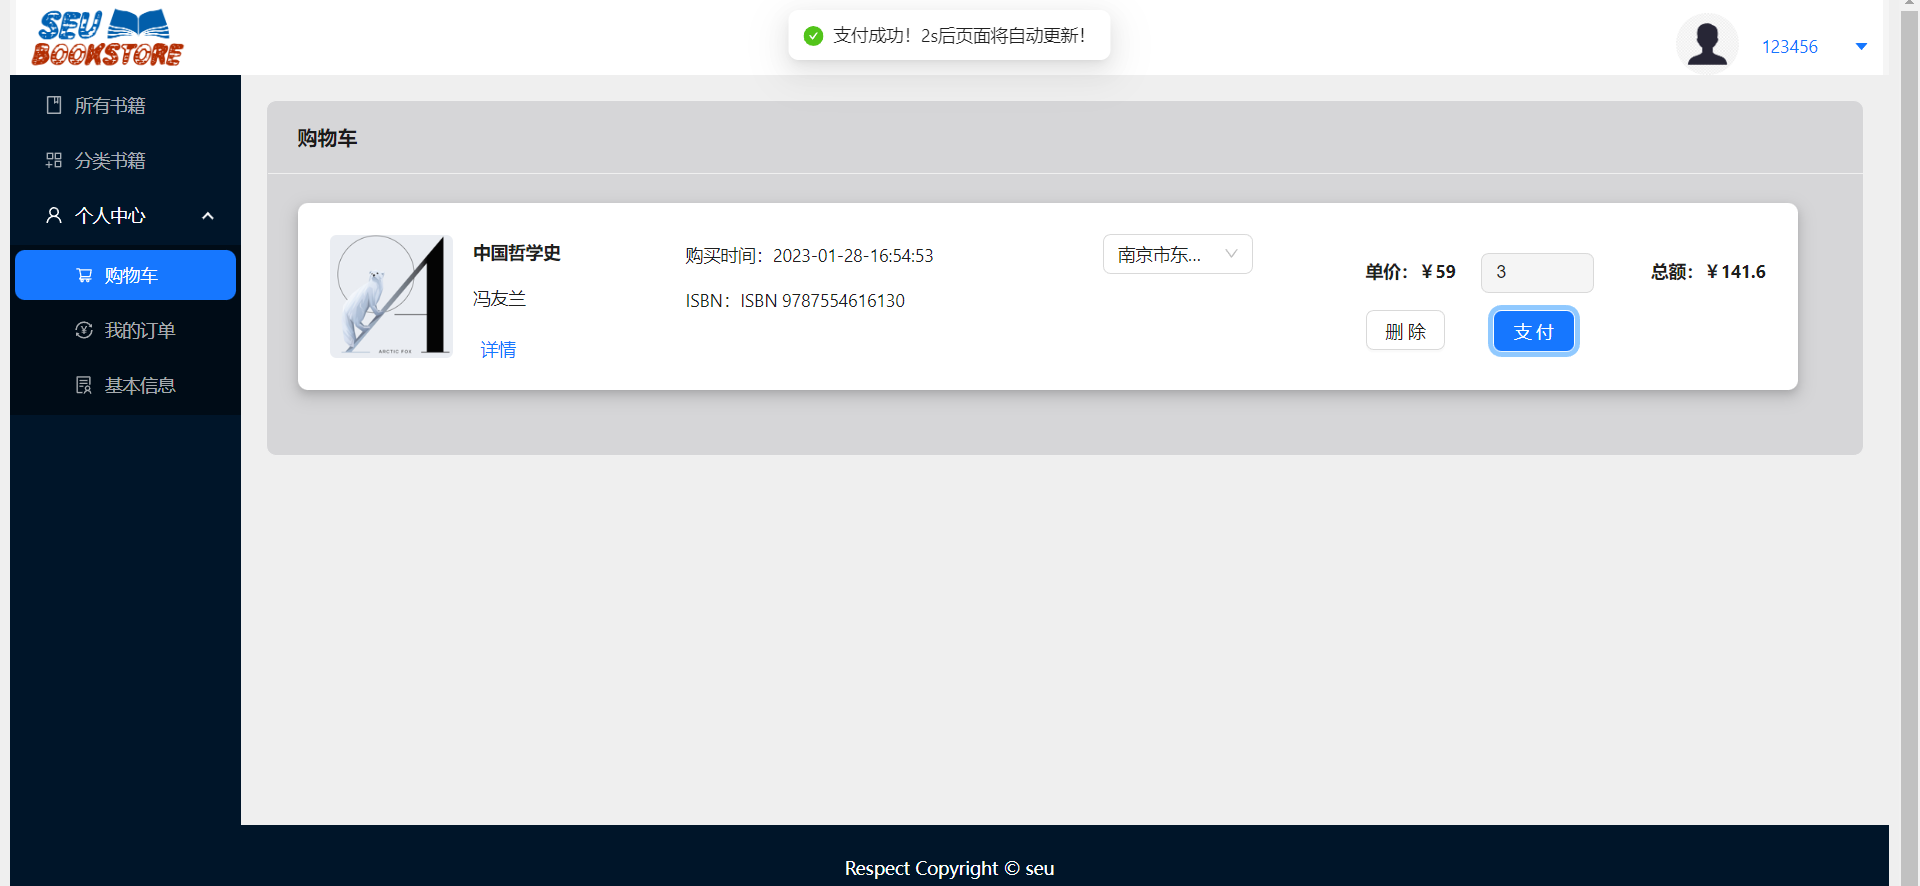 SEU
BOOKSTORE
支付成功！2s后页面将自动更新！
123456
所有书籍
分类书籍
个人中心
购物车
我的订单
基本信息
购物车
ARCTIC FOX
中国哲学史
冯友兰
详情
购买时间：2023-01-28-16:54:53
ISBN：ISBN 9787554616130
南京市东...
单价：￥59
3
总额：￥141.6
删 除
支 付
Respect Copyright © seu